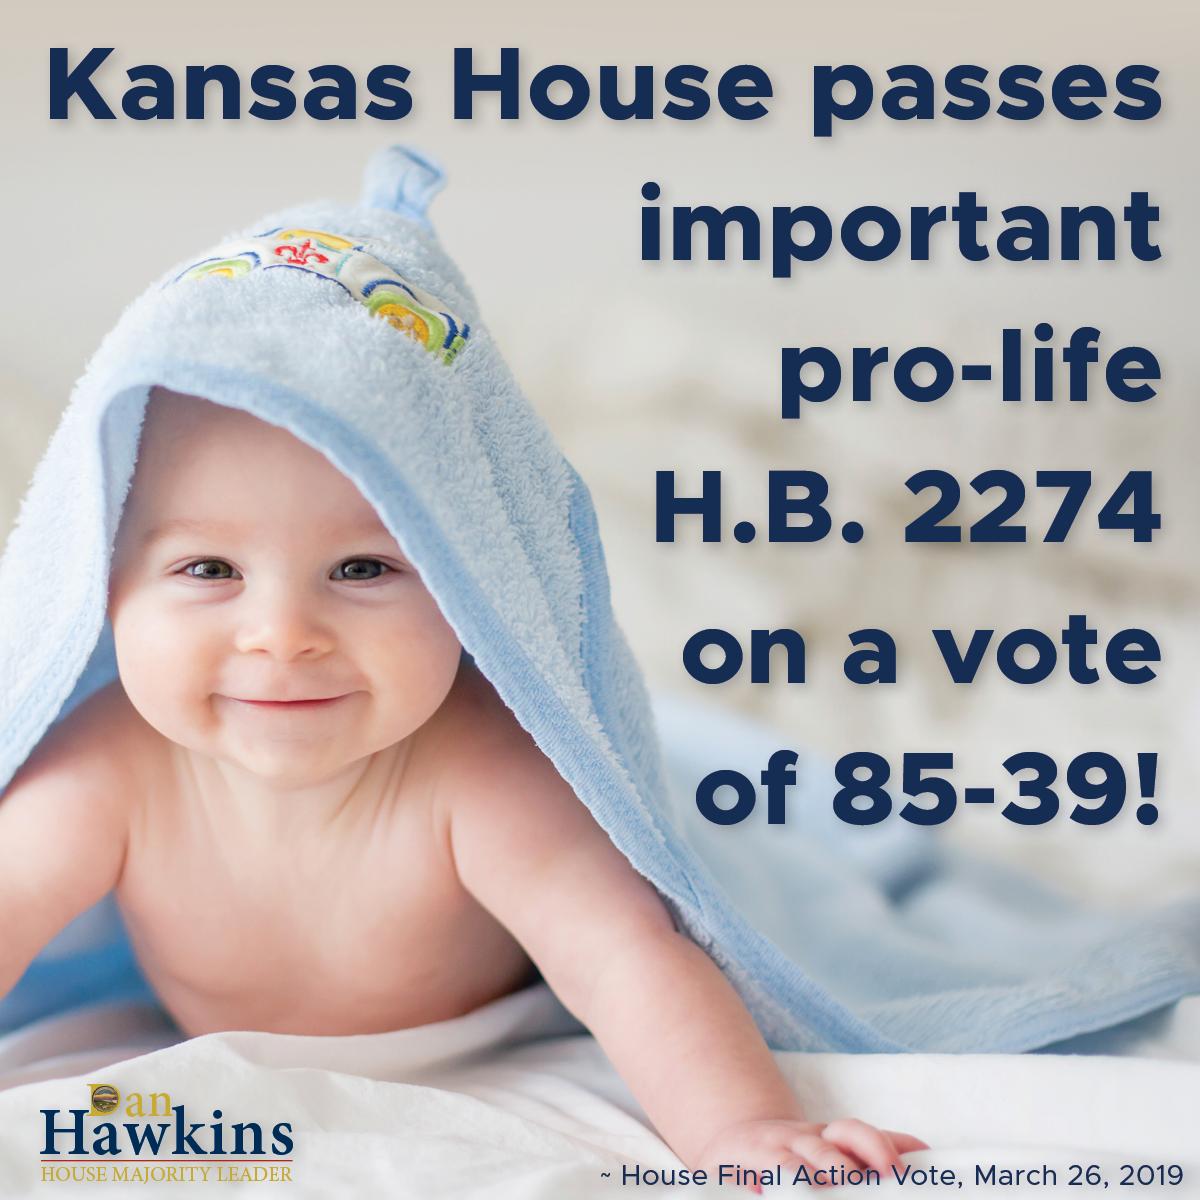 Kansas House passes
important
pro-life
H.B. 2274
on a vote
of 85-39!
Dan
Hawkins
HOUSE MAJORITY LEADER
~ House Final Action Vote, March 26, 2019